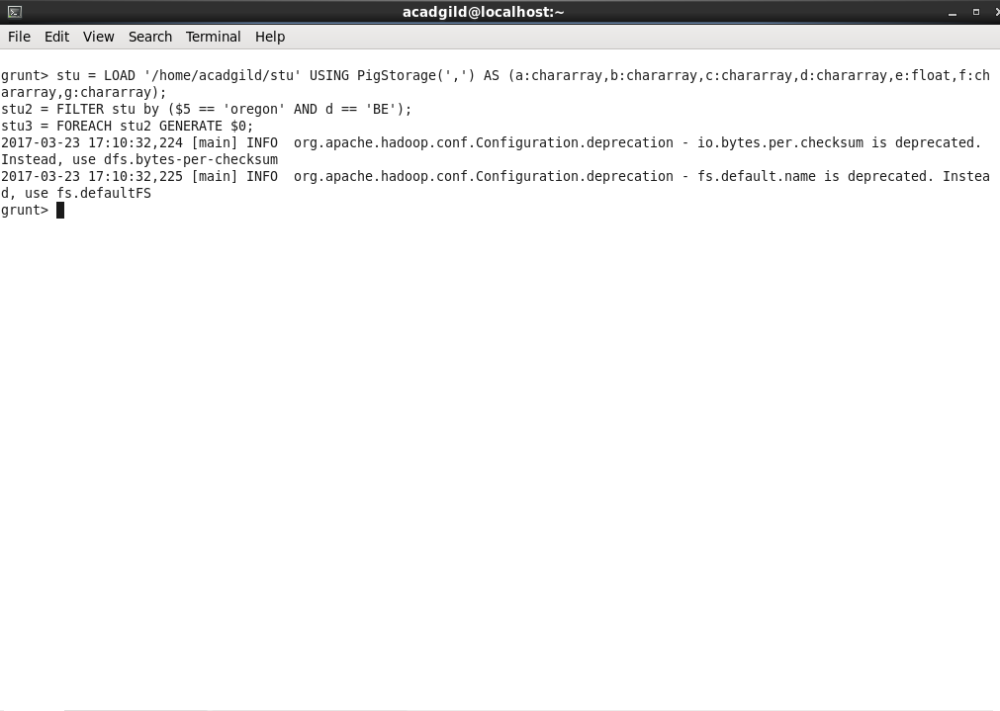 acadgild@localhost:~
File Edit View Search Terminal Help
grunt> stu = LOAD '/home/acadgild/stu' USING PigStorage(',') AS (a:chararray,b:chararray,c:chararray,d:chararray,e:float,f:ch
ararray,g:chararray);
stu2 = FILTER stu by ($5 == 'oregon' AND d == 'BE');
stu3 = FOREACH stu2 GENERATE $0;
2017-03-23 17:10:32,224 [main] INFO  org.apache.hadoop.conf.Configuration.deprecation - io.bytes.per.checksum is deprecated.
Instead, use dfs.bytes-per-checksum
2017-03-23 17:10:32,225 [main] INFO  org.apache.hadoop.conf.Configuration.deprecation - fs.default.name is deprecated. Instea
d, use fs.defaultFS
grunt>